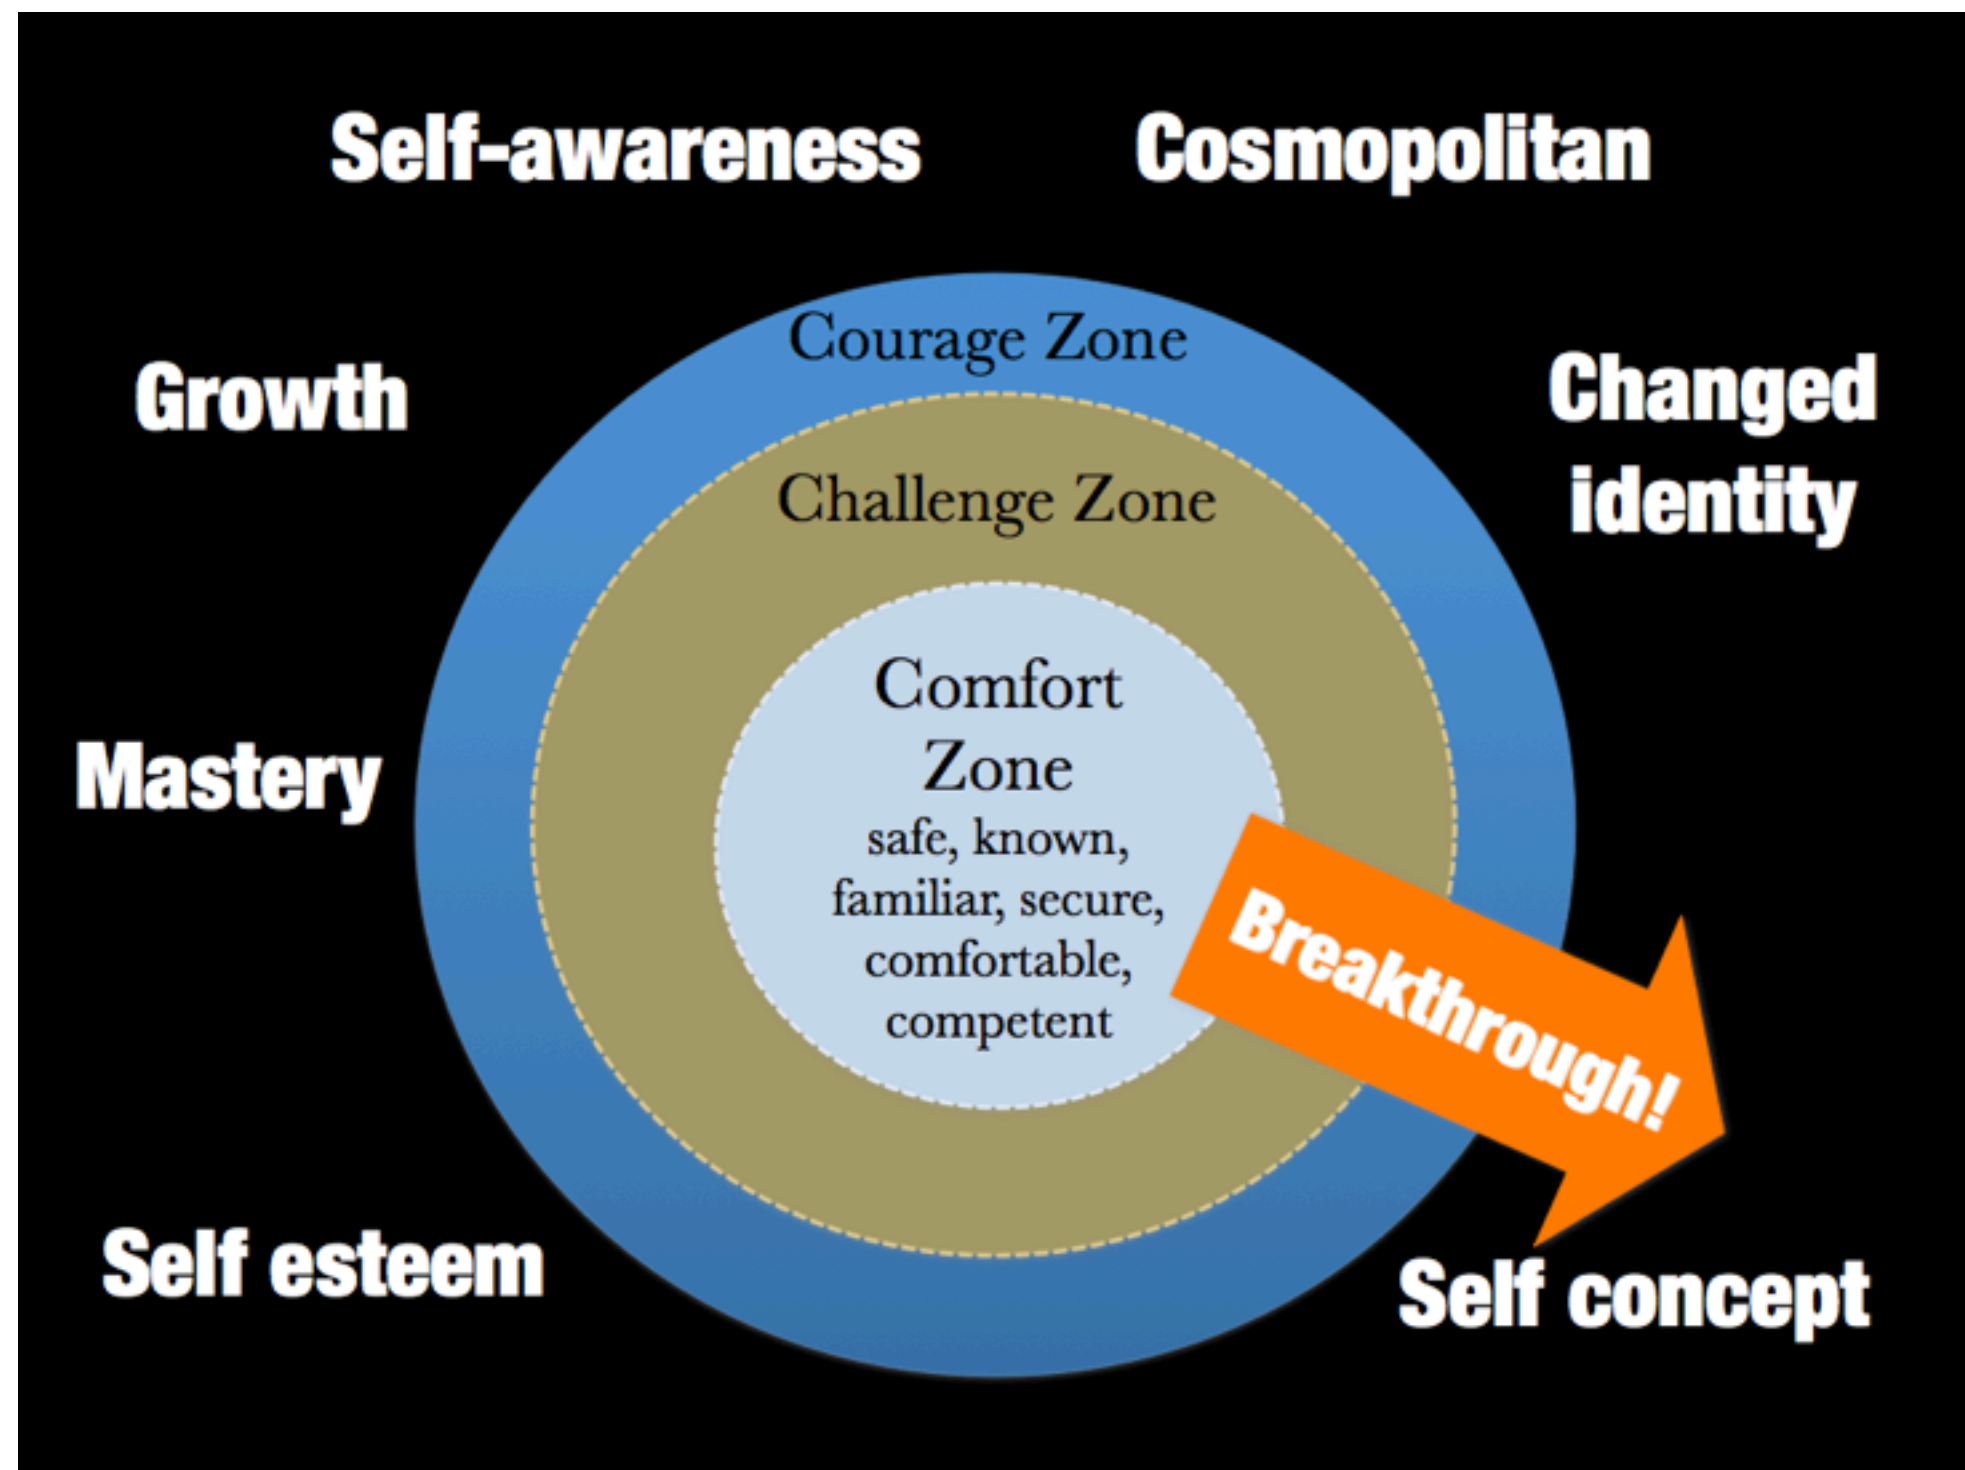 Self-awareness
Cosmopolitan
Growth
Changed
identity
Courage Zone
Challenge Zone
Comfort
Zone
safe, known,
familiar, secure,
comfortable,
competent
Mastery
Breakthrough!
Self esteem
Self concept